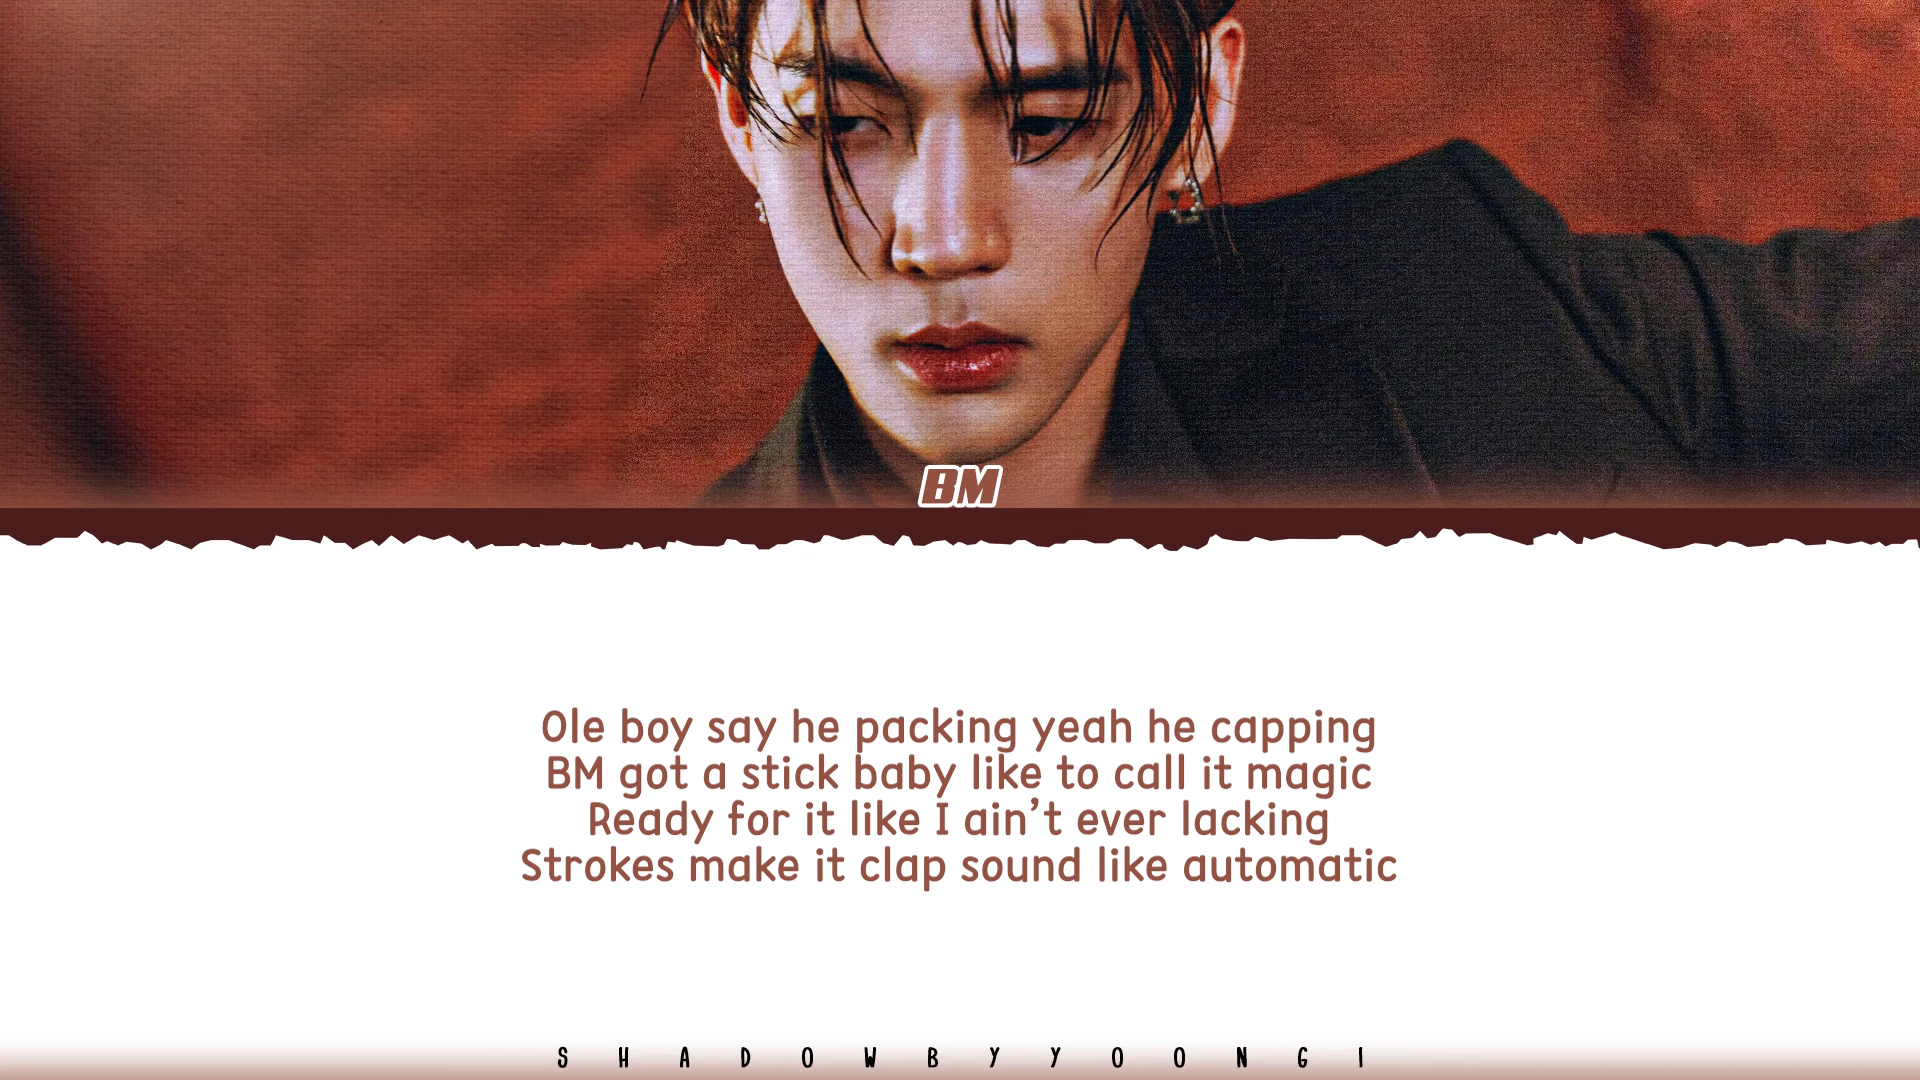 BM
Ole boy say he packing yeah he capping
BM got a stick baby like to call it magic
Ready for it like I ain’t ever lacking
Strokes make it clap sound like automatic
SHADOWBYYOONGI